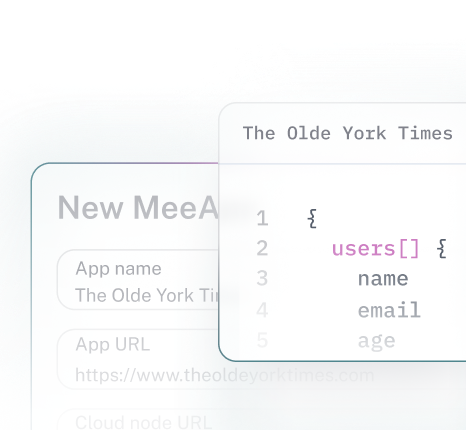 The Olde York Times
1 {
2 users[] {
3 name
4 email
5 age
New MeeA
App name
The Olde York Ti
App URL
https://www.theoldeyorktimes.com
Cloud node URL